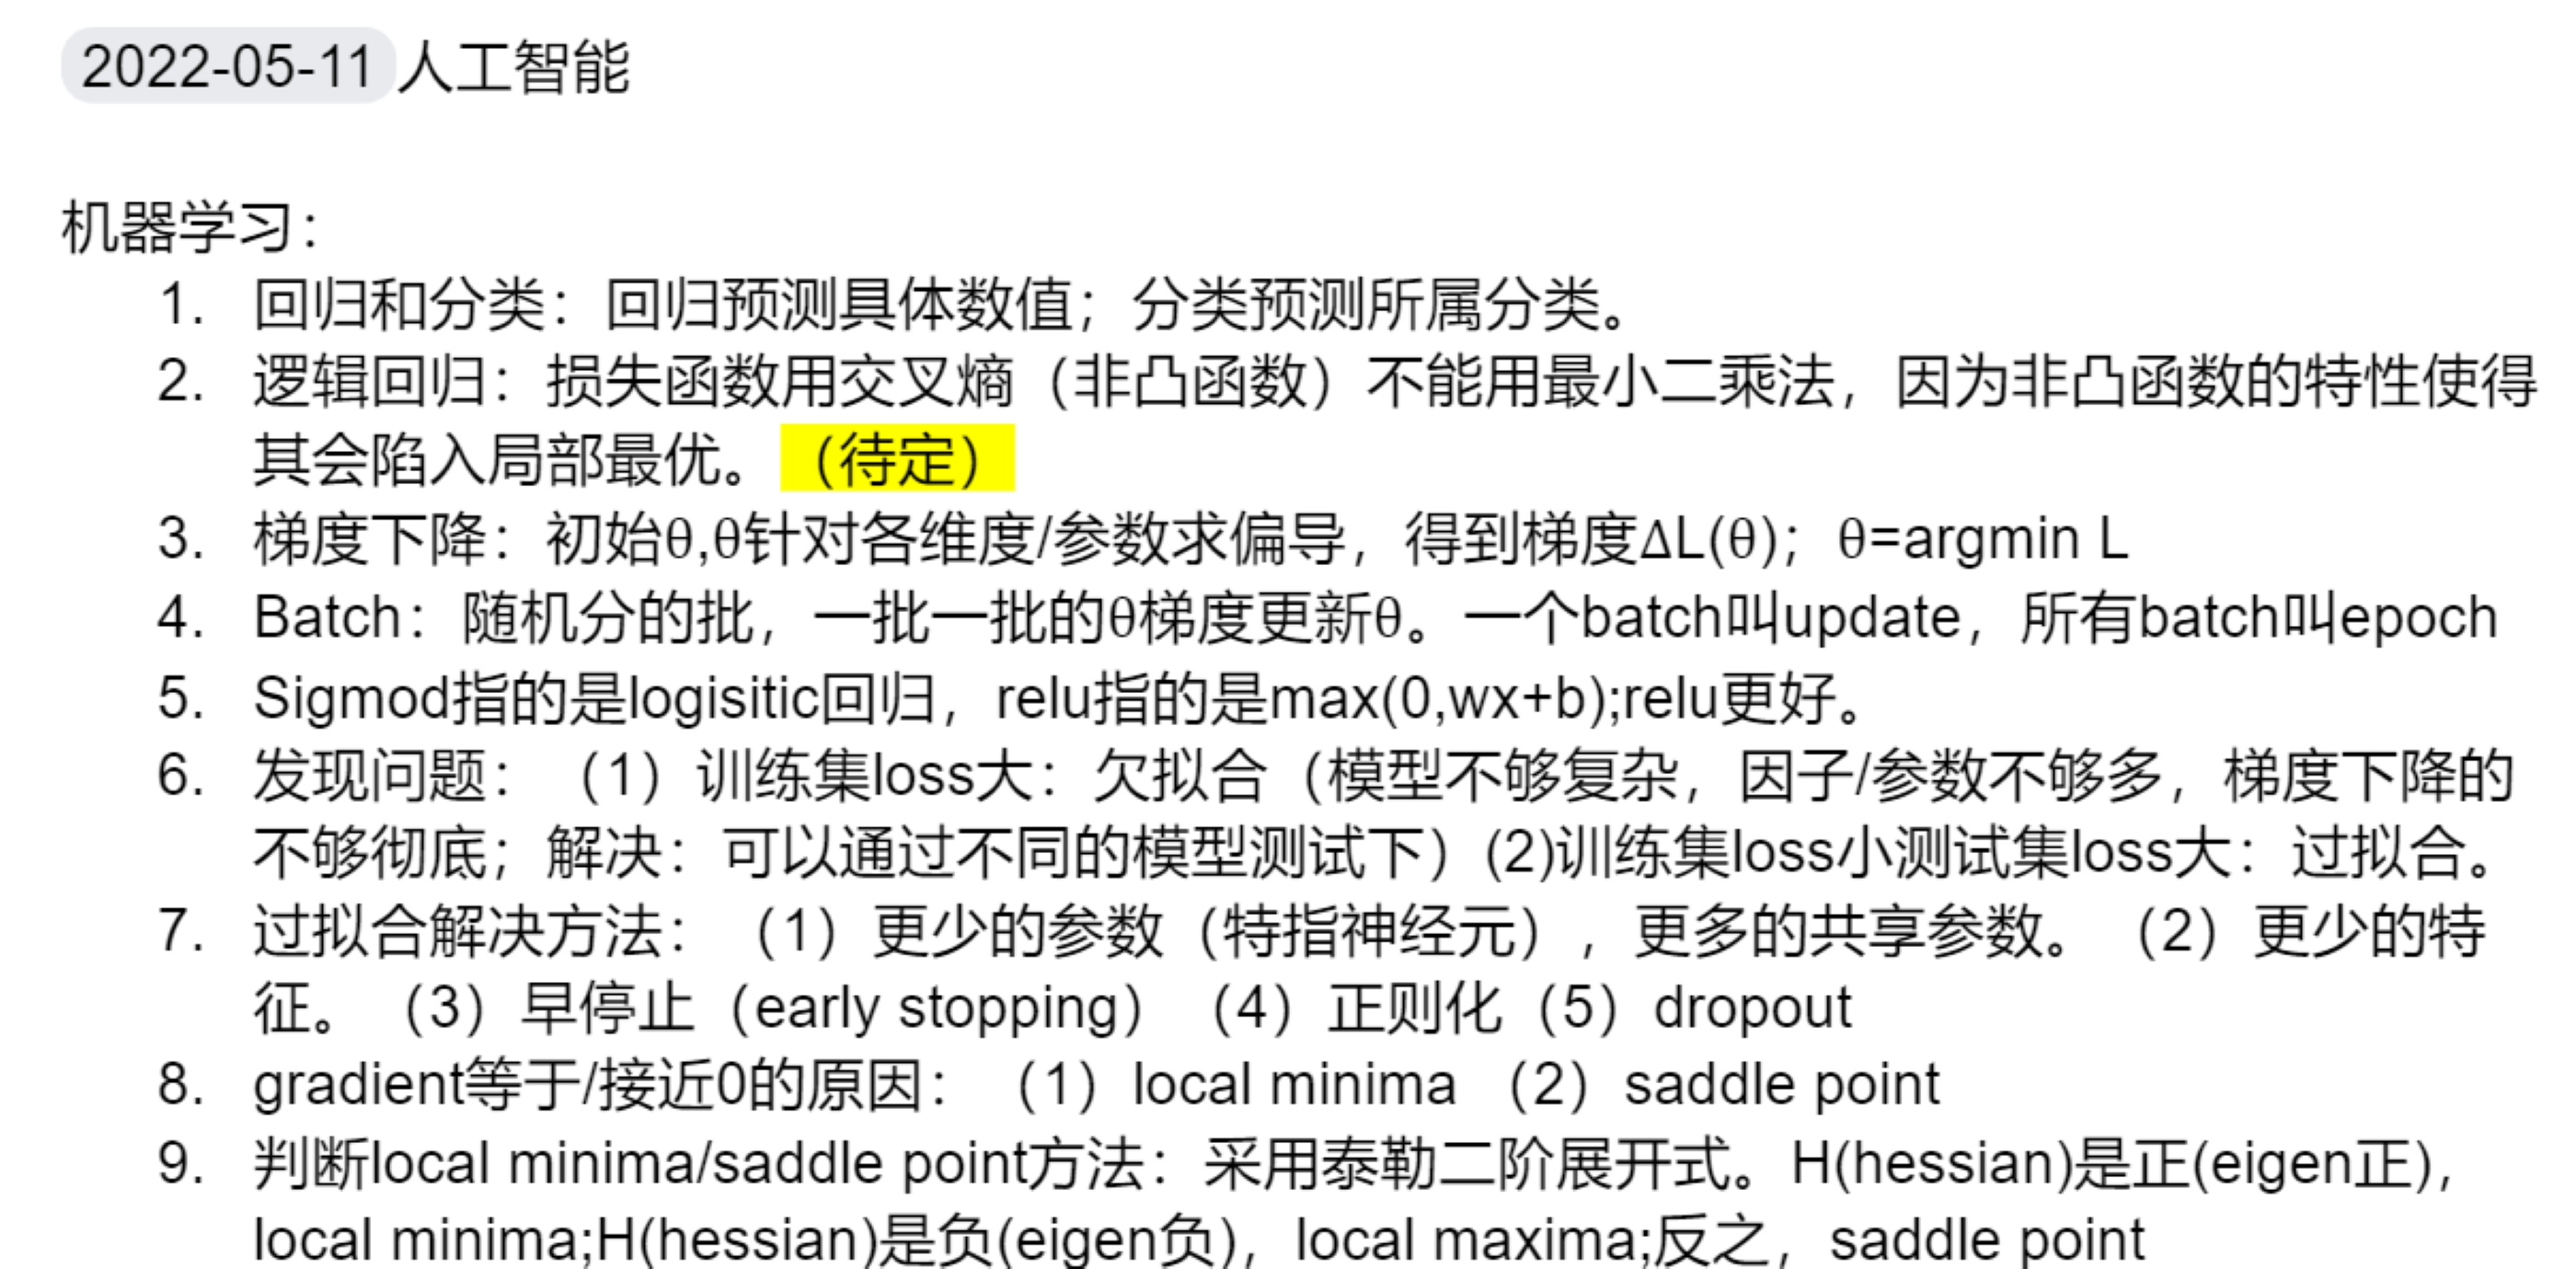 2022-05-11 人工智能
机器学习：
1. 回归和分类：回归预测具体数值；分类预测所属分类。
2. 逻辑回归：损失函数用交叉熵（非凸函数）不能用最小二乘法，因为非凸函数的特性使得
其会陷入局部最优。（待定）
3. 梯度下降：初始θ,θ针对各维度/参数求偏导，得到梯度ΔL(θ)；θ=argmin L
4. Batch：随机分的批，一批一批的θ梯度更新θ。一个batch叫update，所有batch叫epoch
5. Sigmod指的是logisitic回归，relu指的是max(0,wx+b);relu更好。
6. 发现问题：（1）训练集loss大：欠拟合（模型不够复杂，因子/参数不够多，梯度下降的
不够彻底；解决：可以通过不同的模型测试下）(2)训练集loss小测试集loss大：过拟合。
7. 过拟合解决方法：（1）更少的参数（特指神经元），更多的共享参数。（2）更少的特
征。（3）早停止（early stopping）（4）正则化（5）dropout
8. gradient等于/接近0的原因：（1）local minima （2）saddle point
9. 判断local minima/saddle point方法：采用泰勒二阶展开式。H(hessian)是正(eigen正)，
local minima;H(hessian)是负(eigen负)，local maxima;反之，saddle point